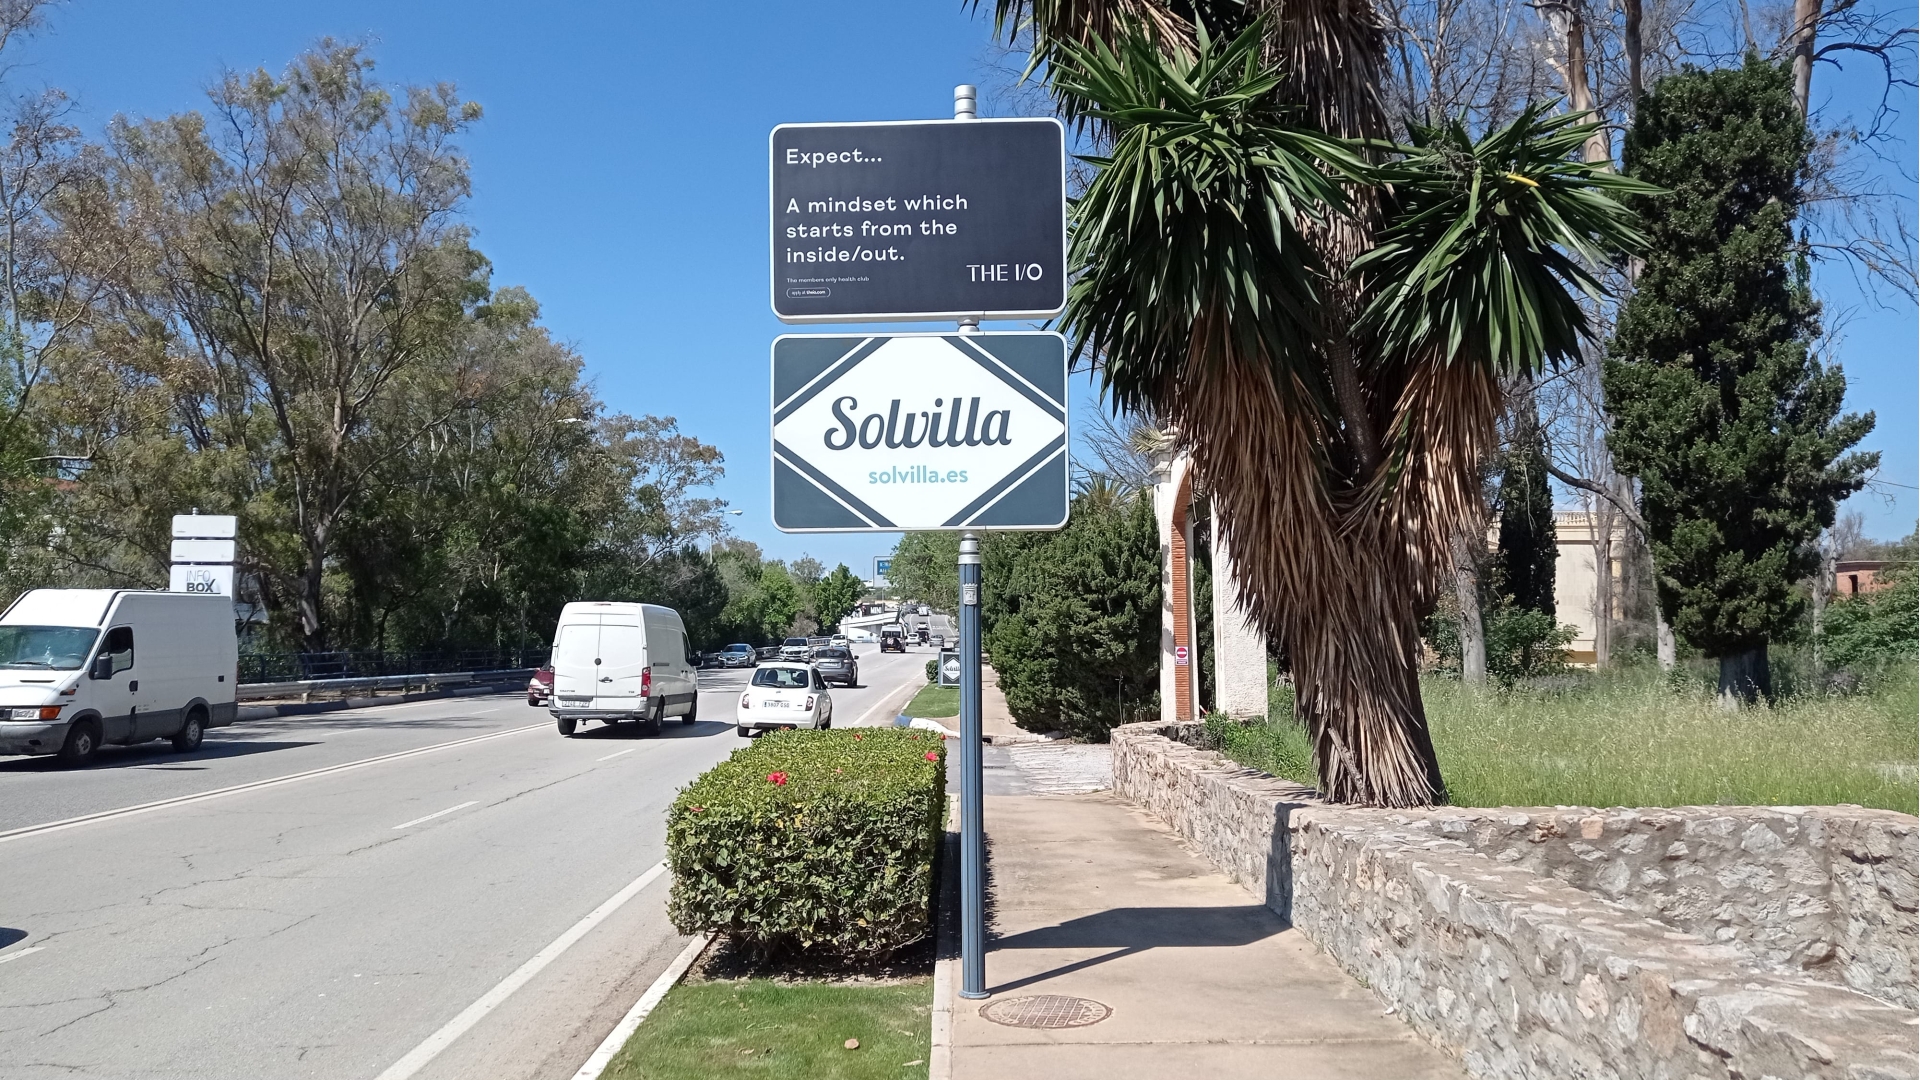 Expect...
A mindset which
starts from the
inside/out.
The members only health club
THE I/O
Solvilla
solvilla.es
INFO
BOX
Solvilla